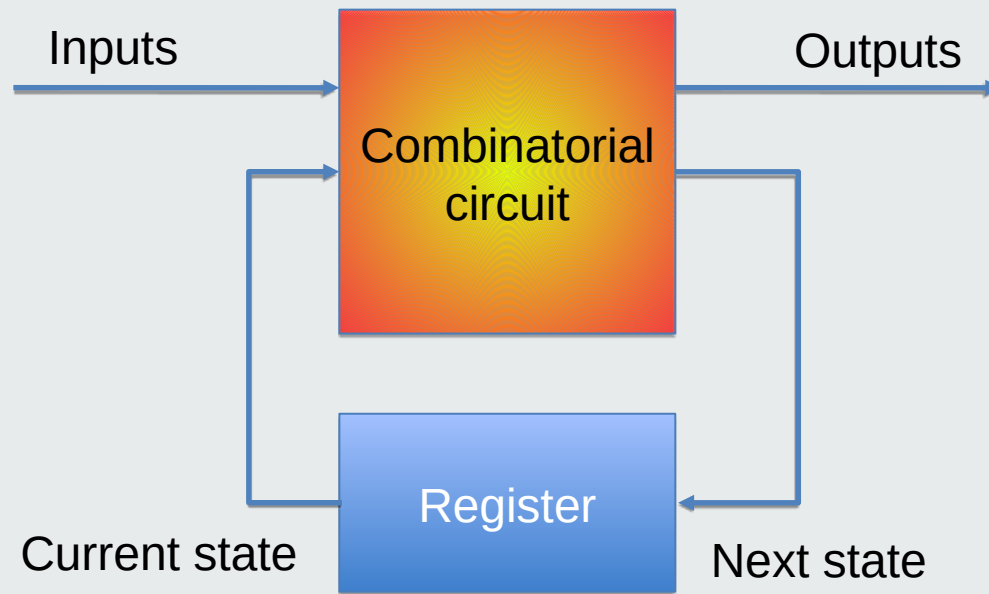 Inputs
Outputs
Combinatorial
circuit
Register
Current state
Next state